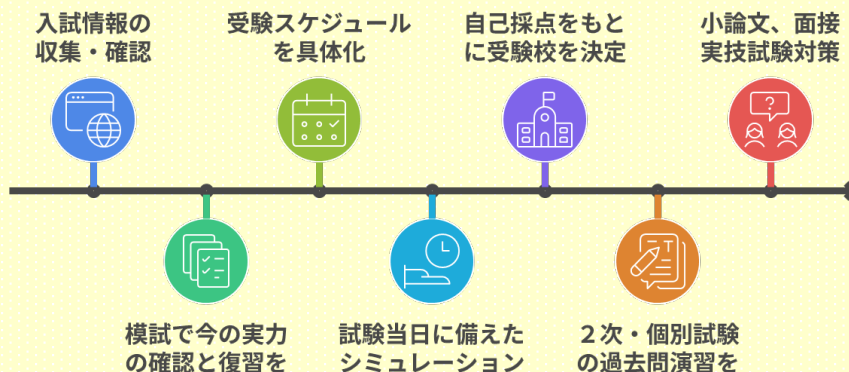 入試情報の
収集・確認
受験スケジュール
を具体化
自己採点をもと
に受験校を決定
小論文、面接
実技試験対策
?
T
模試で今の実力
の確認と復習を
試験当日に備えた
シミュレーション
２次・個別試験
の過去問演習を